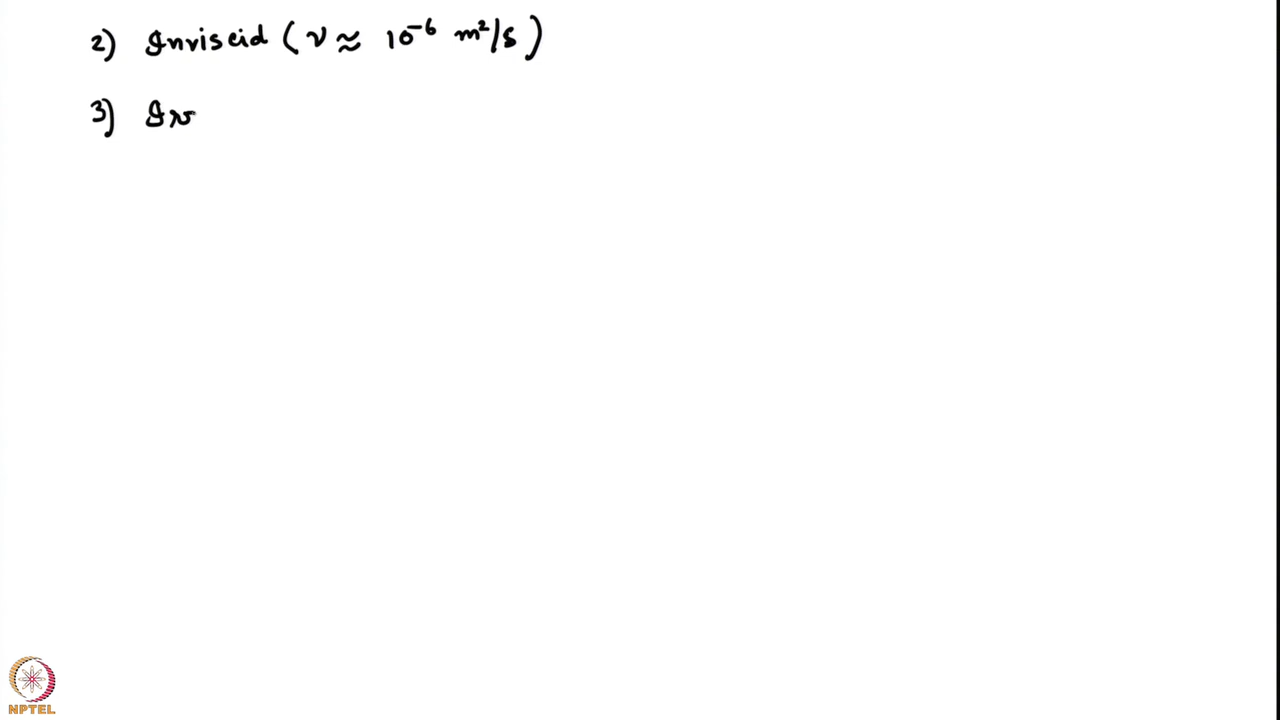 2) Inviscid ( ν ≈ 10⁻⁶ m²/s )
3) Ir
NPTEL